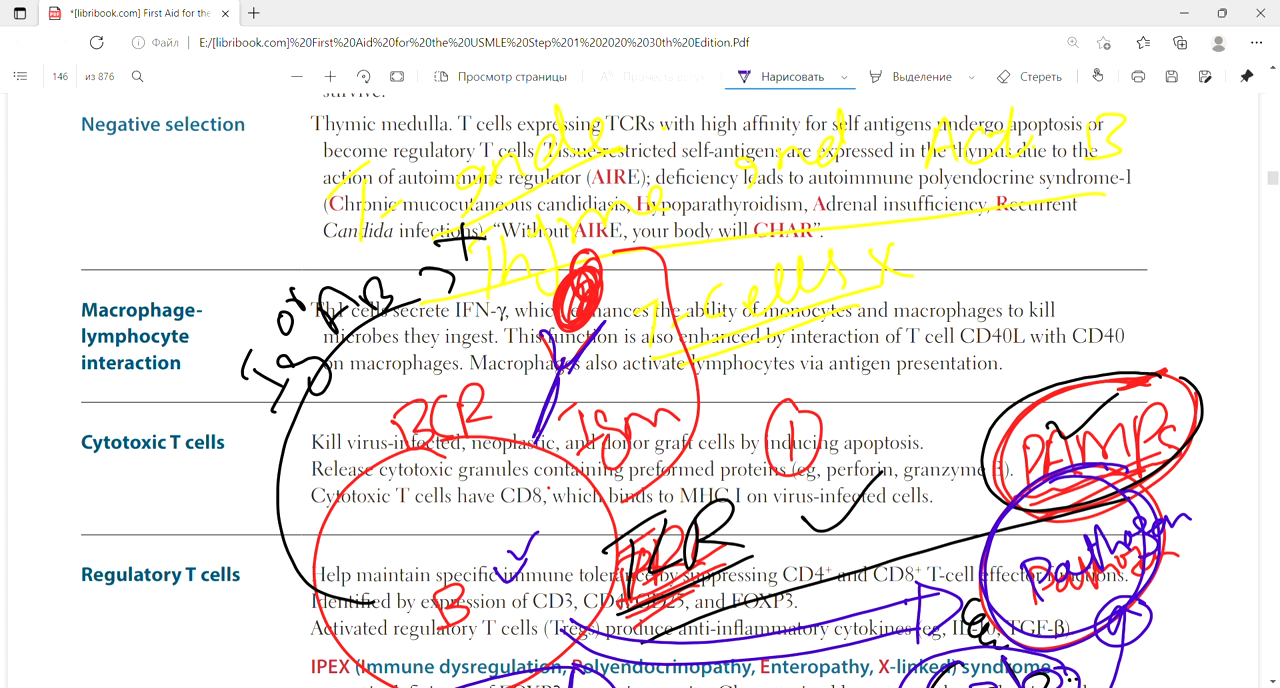 *[libribook.com] First Aid for the
Файл
E:/[libribook.com]%20First%20Aid%20for%20the%20USMLE%20Step%201%202020%2030th%20Edition.Pdf
146 из 876
Просмотр страницы
Нарисовать
Выделение
Стереть
survive.
Negative selection
Thymic medulla. T cells expressing TCRs with high affinity for self antigens undergo apoptosis or
become regulatory T cells. Tissue-restricted self-antigens are expressed in the thymus due to the
action of autoimmune regulator (AIRE); deficiency leads to autoimmune polyendocrine syndrome-1
(Chronic mucocutaneous candidiasis, Hypoparathyroidism, Adrenal insufficiency, Recurrent
Candida infections). “Without AIRE, your body will CHAR”.
Macrophage-
lymphocyte
interaction
Th1 cells secrete IFN-γ, which enhances the ability of monocytes and macrophages to kill
microbes they ingest. This function is also enhanced by interaction of T cell CD40L with CD40
on macrophages. Macrophages also activate lymphocytes via antigen presentation.
Cytotoxic T cells
Kill virus-infected, neoplastic, and donor graft cells by inducing apoptosis.
Release cytotoxic granules containing preformed proteins (eg, perforin, granzyme B).
Cytotoxic T cells have CD8, which binds to MHC I on virus-infected cells.
Regulatory T cells
Help maintain specific immune tolerance by suppressing CD4+ and CD8+ T-cell effector functions.
Identified by expression of CD3, CD4, CD25, and FOXP3.
Activated regulatory T cells (Tregs) produce anti-inflammatory cytokines (eg, IL-10, TGF-β).
IPEX (Immune dysregulation, Polyendocrinopathy, Enteropathy, X-linked) syndrome—
T-cells x
BCR
IgM
1
PAMPs
TLR
B
Pathogen